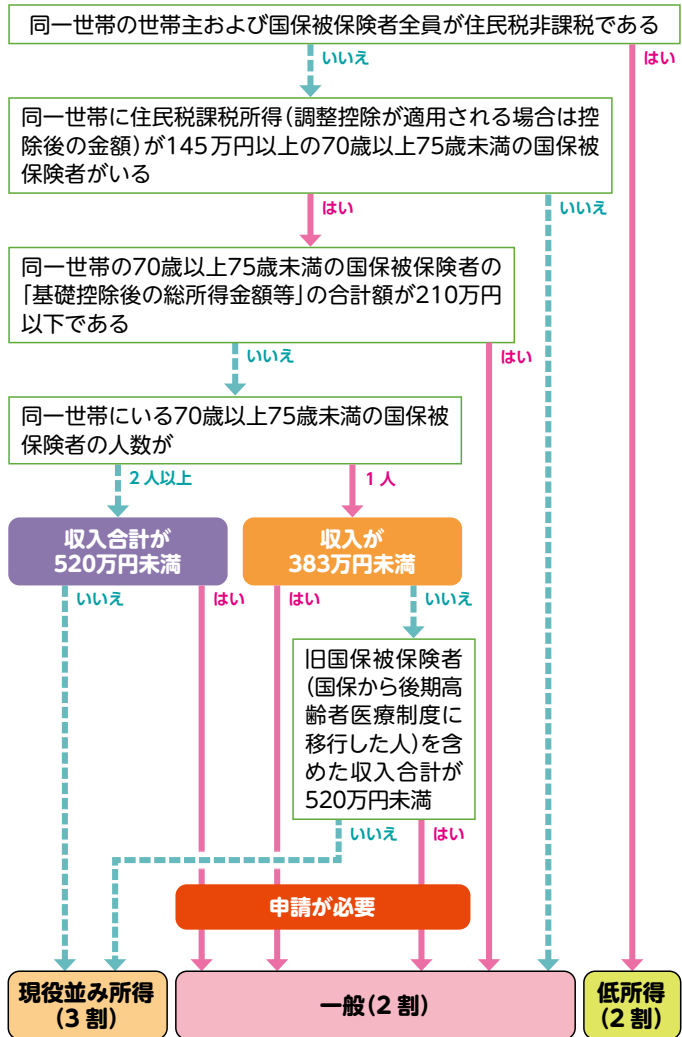 同一世帯の世帯主および国保被保険者全員が住民税非課税である
いいえ
はい
同一世帯に住民税課税所得(調整控除が適用される場合は控
除後の金額)が145万円以上の70歳以上75歳未満の国保被
保険者がいる
はい
いいえ
同一世帯の70歳以上75歳未満の国保被保険者の
「基礎控除後の総所得金額等」の合計額が210万円
以下である
いいえ
はい
同一世帯にいる70歳以上75歳未満の国保被
保険者の人数が
2人以上
1人
収入合計が
520万円未満
収入が
383万円未満
いいえ
はい
はい
いいえ
旧国保被保険者
(国保から後期高
齢者医療制度に
移行した人)を含
めた収入合計が
520万円未満
いいえ
はい
申請が必要
現役並み所得
(3割)
一般(2割)
低所得
(2割)